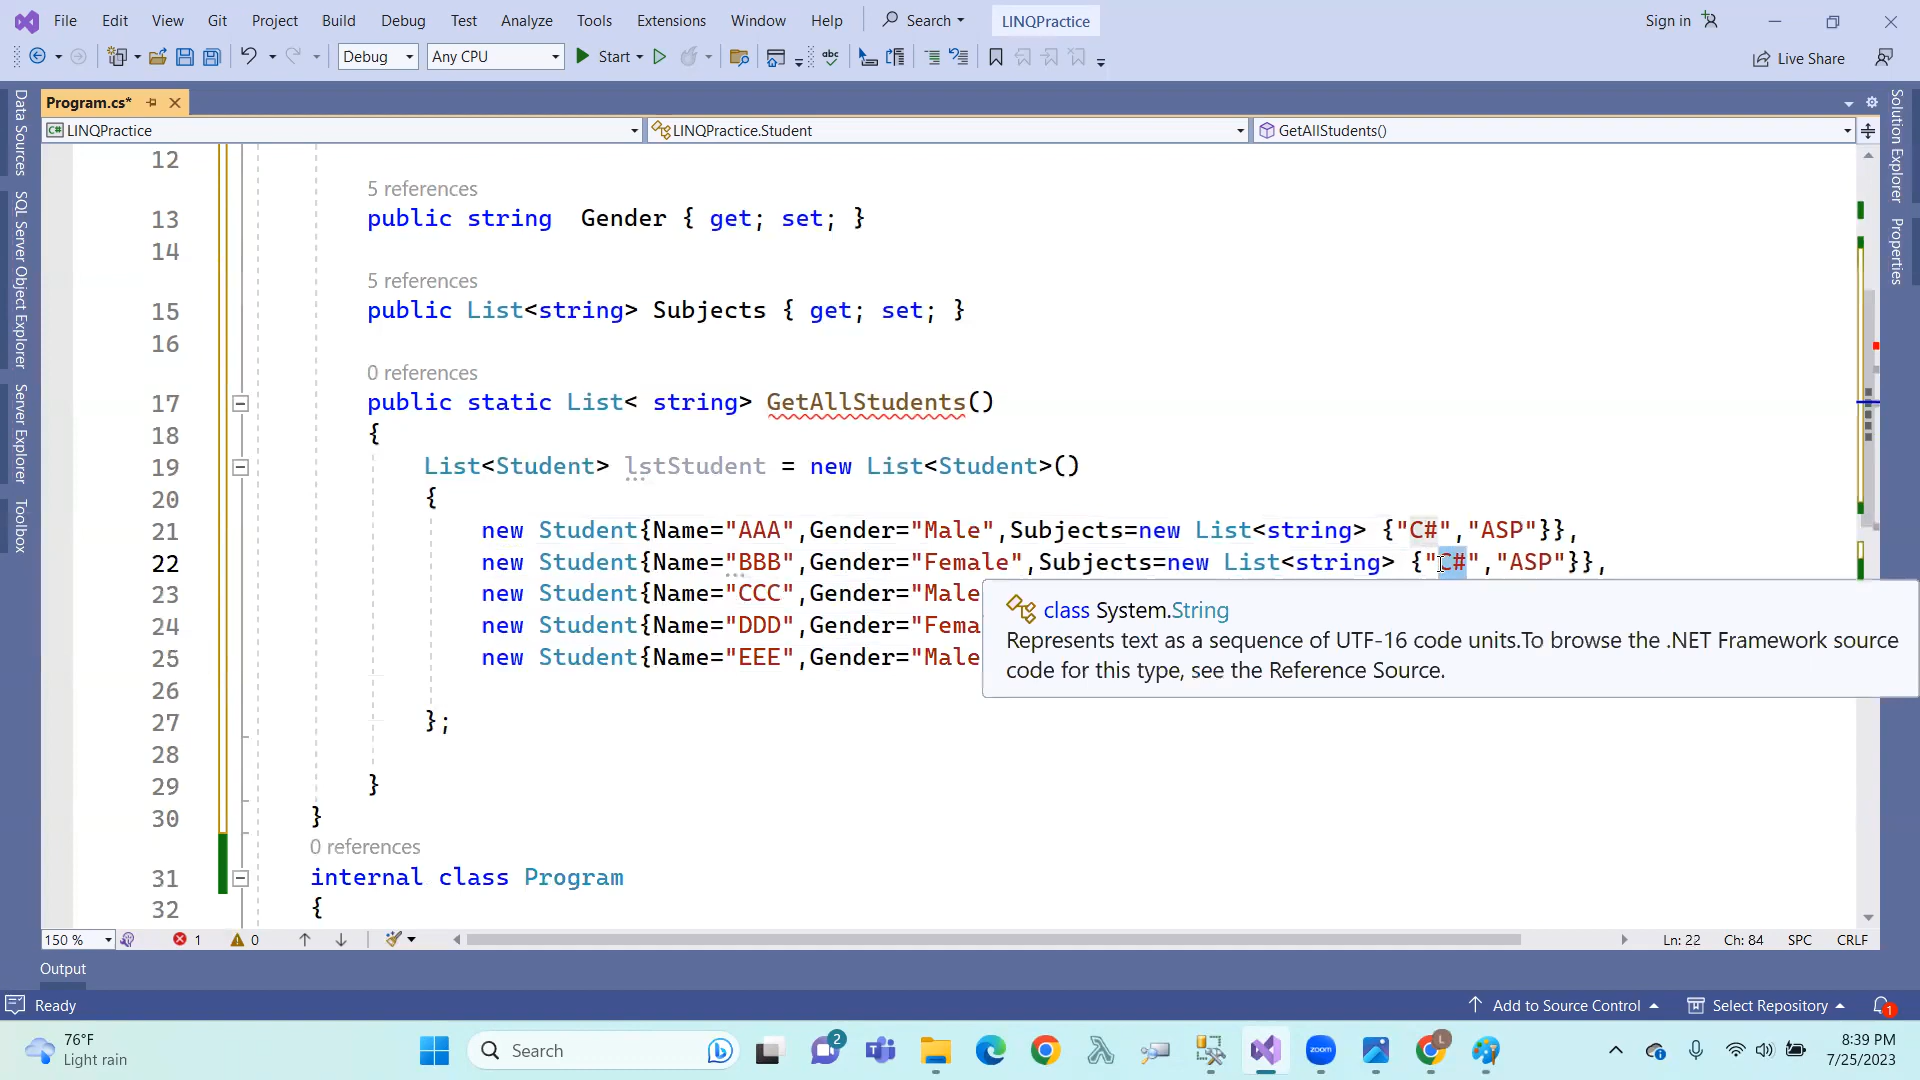 File Edit View Git Project Build Debug Test Analyze Tools Extensions Window Help Search LINQPractice Sign in
Debug Any CPU Start Live Share
Program.cs*
LINQPractice LINQPractice.Student GetAllStudents()
Data Sources
SQL Server Object Explorer
Server Explorer
Toolbox
Solution Explorer
Properties
12
5 references
13 public string Gender { get; set; }
14
5 references
15 public List<string> Subjects { get; set; }
16
0 references
17 public static List< string> GetAllStudents()
18 {
19 List<Student> lstStudent = new List<Student>()
20 {
21 new Student{Name="AAA",Gender="Male",Subjects=new List<string> {"C#","ASP"}},
22 new Student{Name="BBB",Gender="Female",Subjects=new List<string> {"C#","ASP"}},
23 new Student{Name="CCC",Gender="Male
24 new Student{Name="DDD",Gender="Fema
25 new Student{Name="EEE",Gender="Male
class System.String
Represents text as a sequence of UTF-16 code units.To browse the .NET Framework source
code for this type, see the Reference Source.
26
27 };
28
29 }
30 }
0 references
31 internal class Program
32 {
150 % 1 0 Ln: 22 Ch: 84 SPC CRLF
Output
Ready Add to Source Control Select Repository 1
76°F
Light rain
Search
2
zoom
L
8:39 PM
7/25/2023